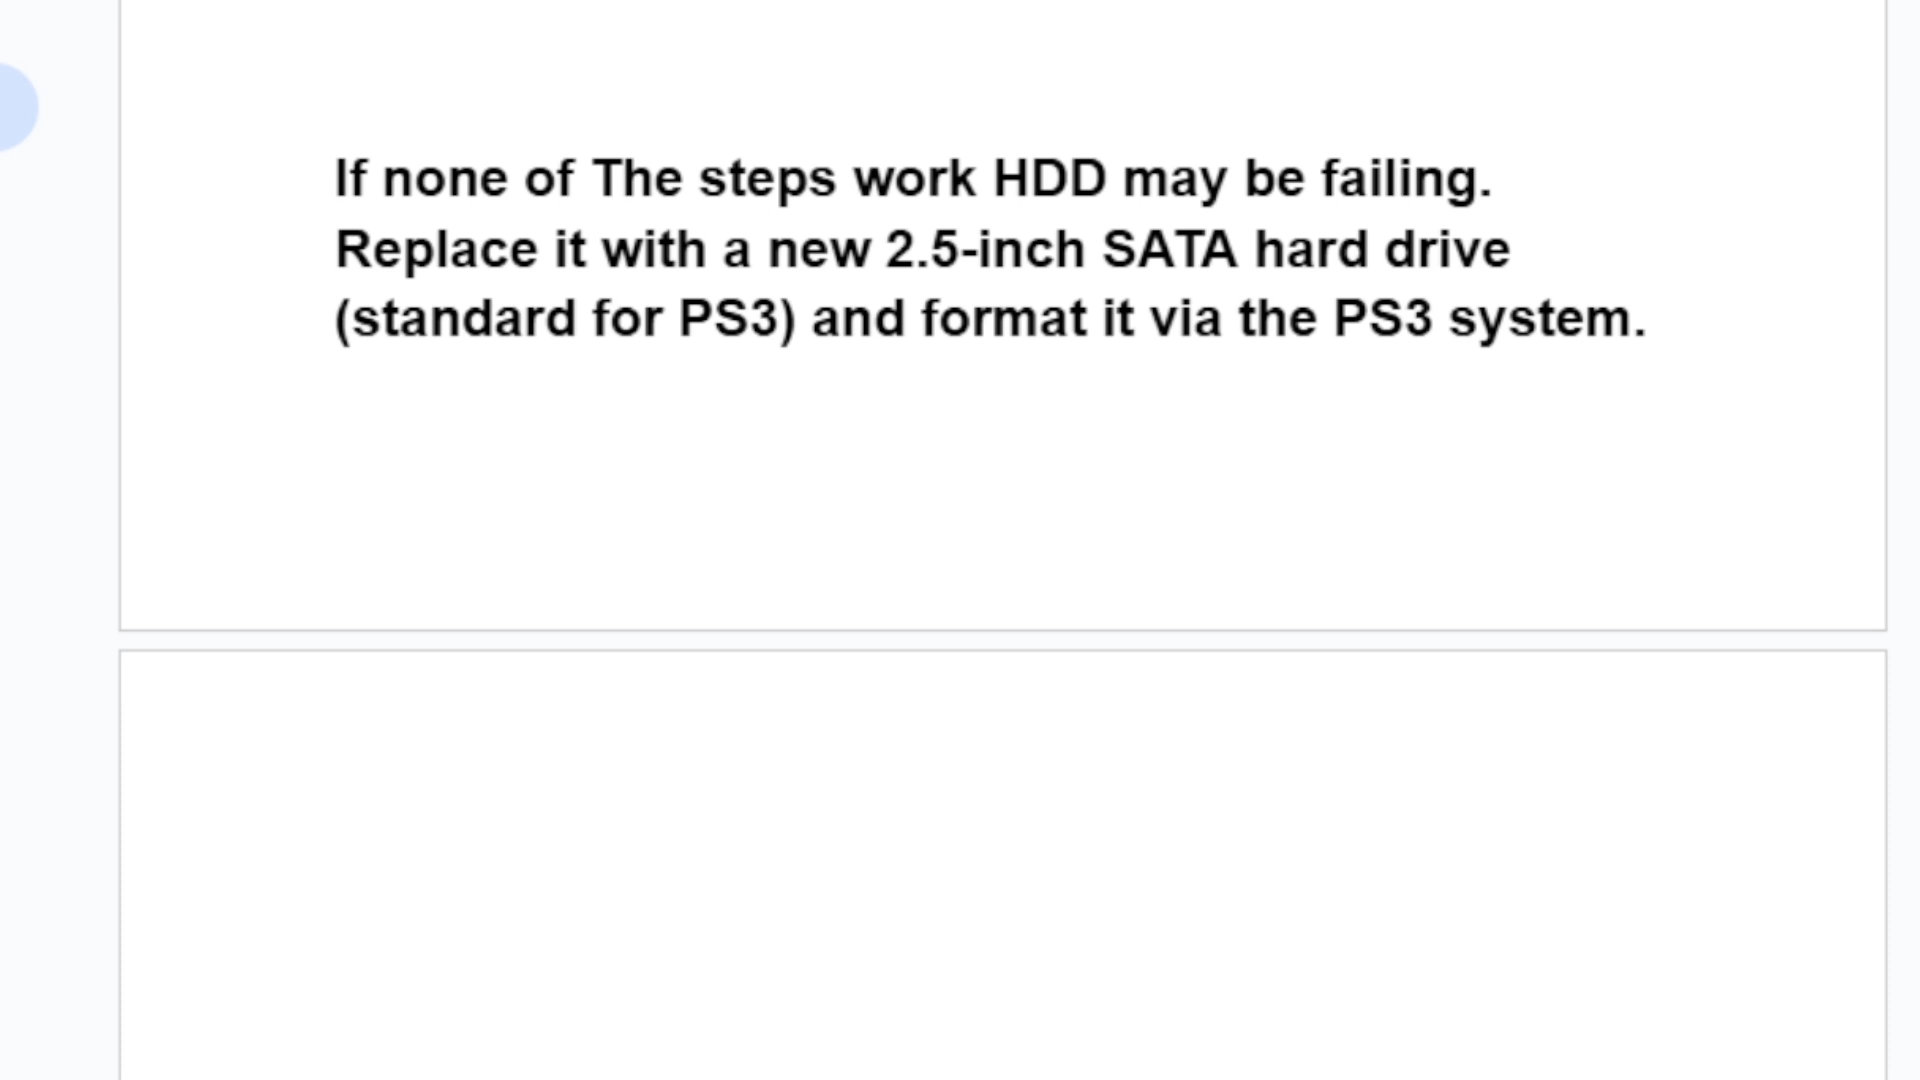 If none of The steps work HDD may be failing.
Replace it with a new 2.5-inch SATA hard drive
(standard for PS3) and format it via the PS3 system.